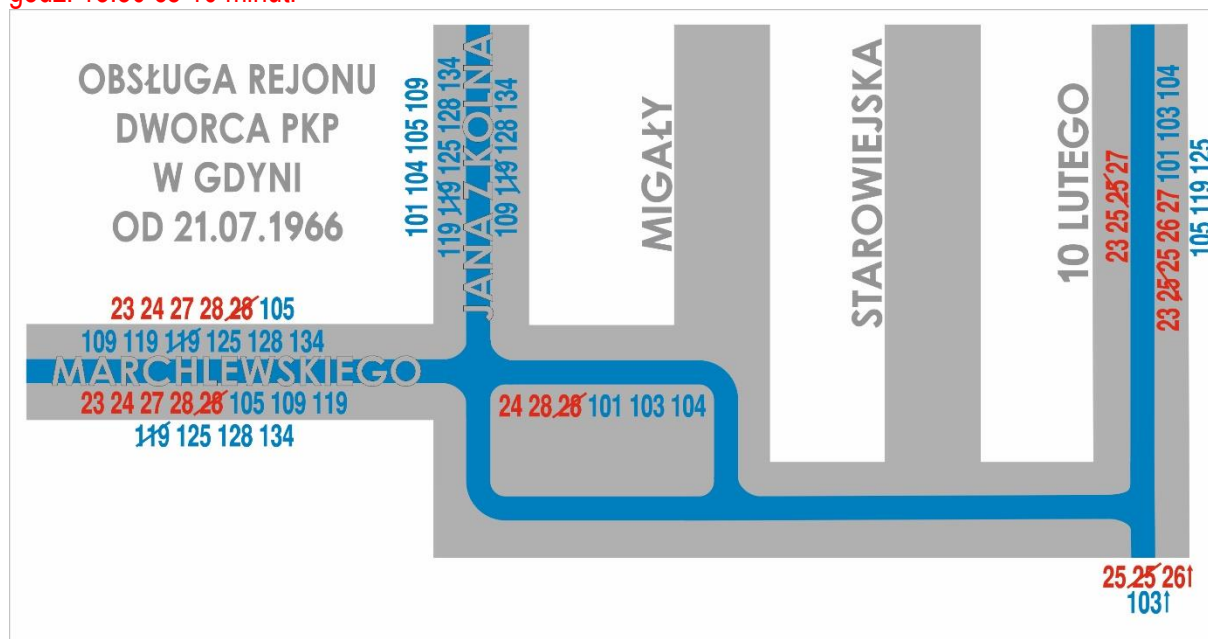 godz. co 10 minut.
OBSŁUGA REJONU
DWORCA PKP
W GDYNI
OD 21.07.1966
101 104 105 109
119 119 125 128 134
JANA Z KOLNA
109 119 128 134
MIGAŁY
STAROWIEJSKA
10 LUTEGO
23 25 25 27
23 25 25 26 27 101 103 104
105 119 125
23 24 27 28 28 105
109 119 119 125 128 134
MARCHLEWSKIEGO
23 24 27 28 28 105 109 119
119 125 128 134
24 28 28 101 103 104
25 25 26↑
103↑